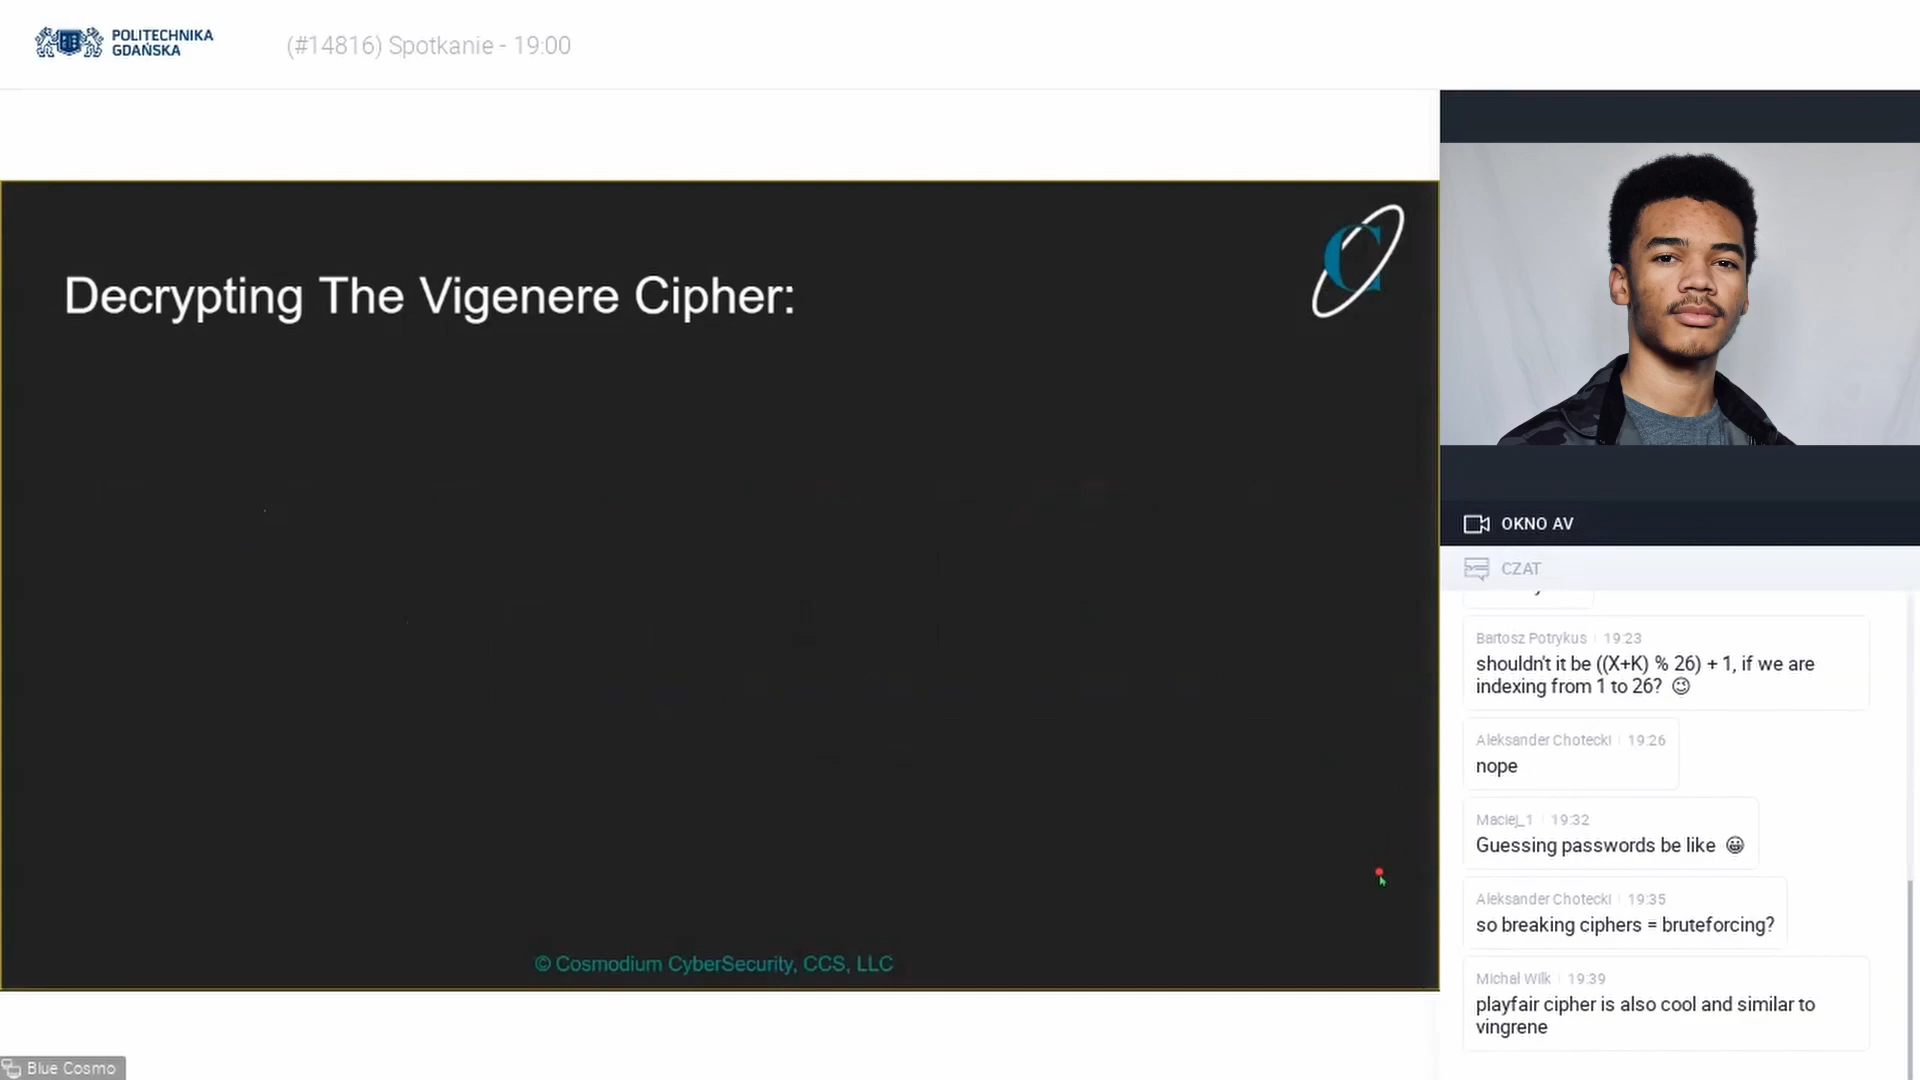 POLITECHNIKA
GDAŃSKA
(#14816) Spotkanie - 19:00
Decrypting The Vigenere Cipher:
C
© Cosmodium CyberSecurity, CCS, LLC
Blue Cosmo
OKNO AV
CZAT
Bartosz Potrykus 19:23
shouldn't it be ((X+K) % 26) + 1, if we are
indexing from 1 to 26? 😉
Aleksander Chotecki 19:26
nope
Maciej_1 19:32
Guessing passwords be like 😀
Aleksander Chotecki 19:35
so breaking ciphers = bruteforcing?
Michal Wilk 19:39
playfair cipher is also cool and similar to
vingrene